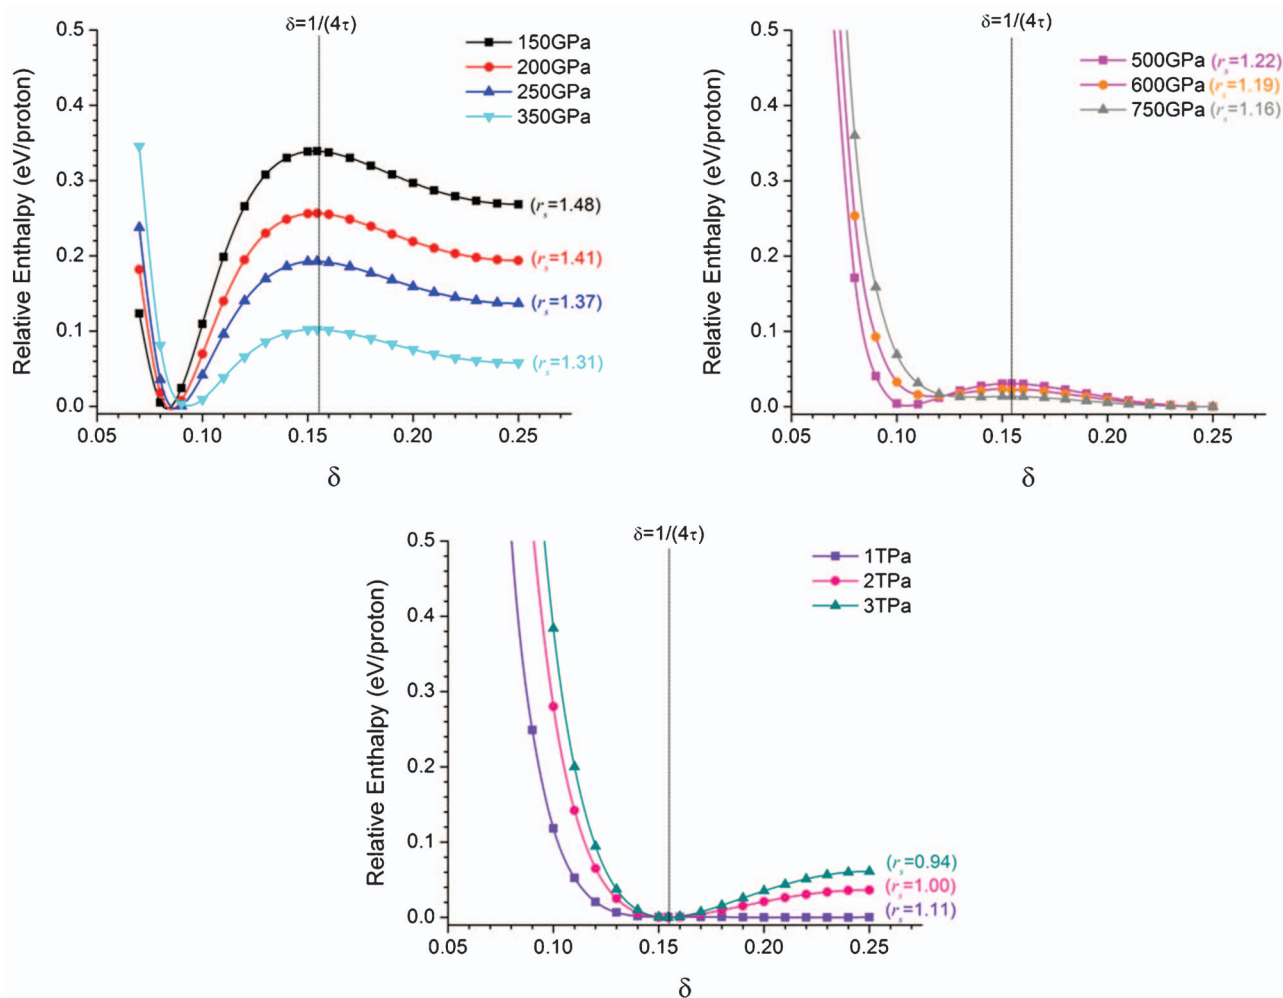 δ=1/(4τ)
150GPa
200GPa
250GPa
350GPa
Relative Enthalpy (eV/proton)
0.5
0.4
0.3
0.2
0.1
0.0
(rs=1.48)
(rs=1.41)
(rs=1.37)
(rs=1.31)
0.05 0.10 0.15 0.20 0.25
δ
δ=1/(4τ)
500GPa (rs=1.22)
600GPa (rs=1.19)
750GPa (rs=1.16)
Relative Enthalpy (eV/proton)
0.5
0.4
0.3
0.2
0.1
0.0
0.05 0.10 0.15 0.20 0.25
δ
δ=1/(4τ)
1TPa
2TPa
3TPa
Relative Enthalpy (eV/proton)
0.5
0.4
0.3
0.2
0.1
0.0
(rs=0.94)
(rs=1.00)
(rs=1.11)
0.05 0.10 0.15 0.20 0.25
δ